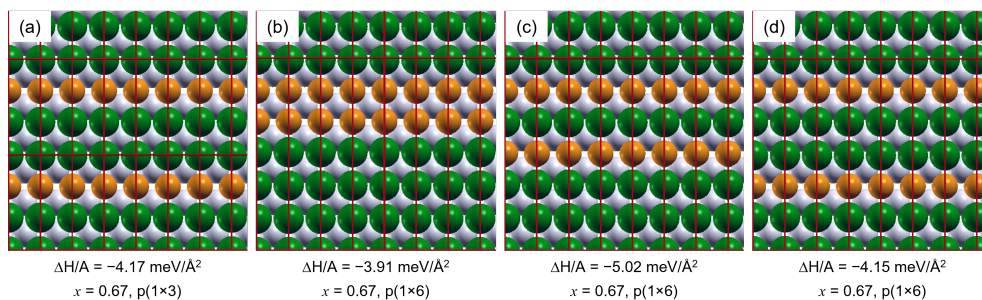 (a) (b) (c) (d)
ΔH/A = −4.17 meV/Å² ΔH/A = −3.91 meV/Å² ΔH/A = −5.02 meV/Å² ΔH/A = −4.15 meV/Å²
x = 0.67, p(1×3) x = 0.67, p(1×6) x = 0.67, p(1×6) x = 0.67, p(1×6)